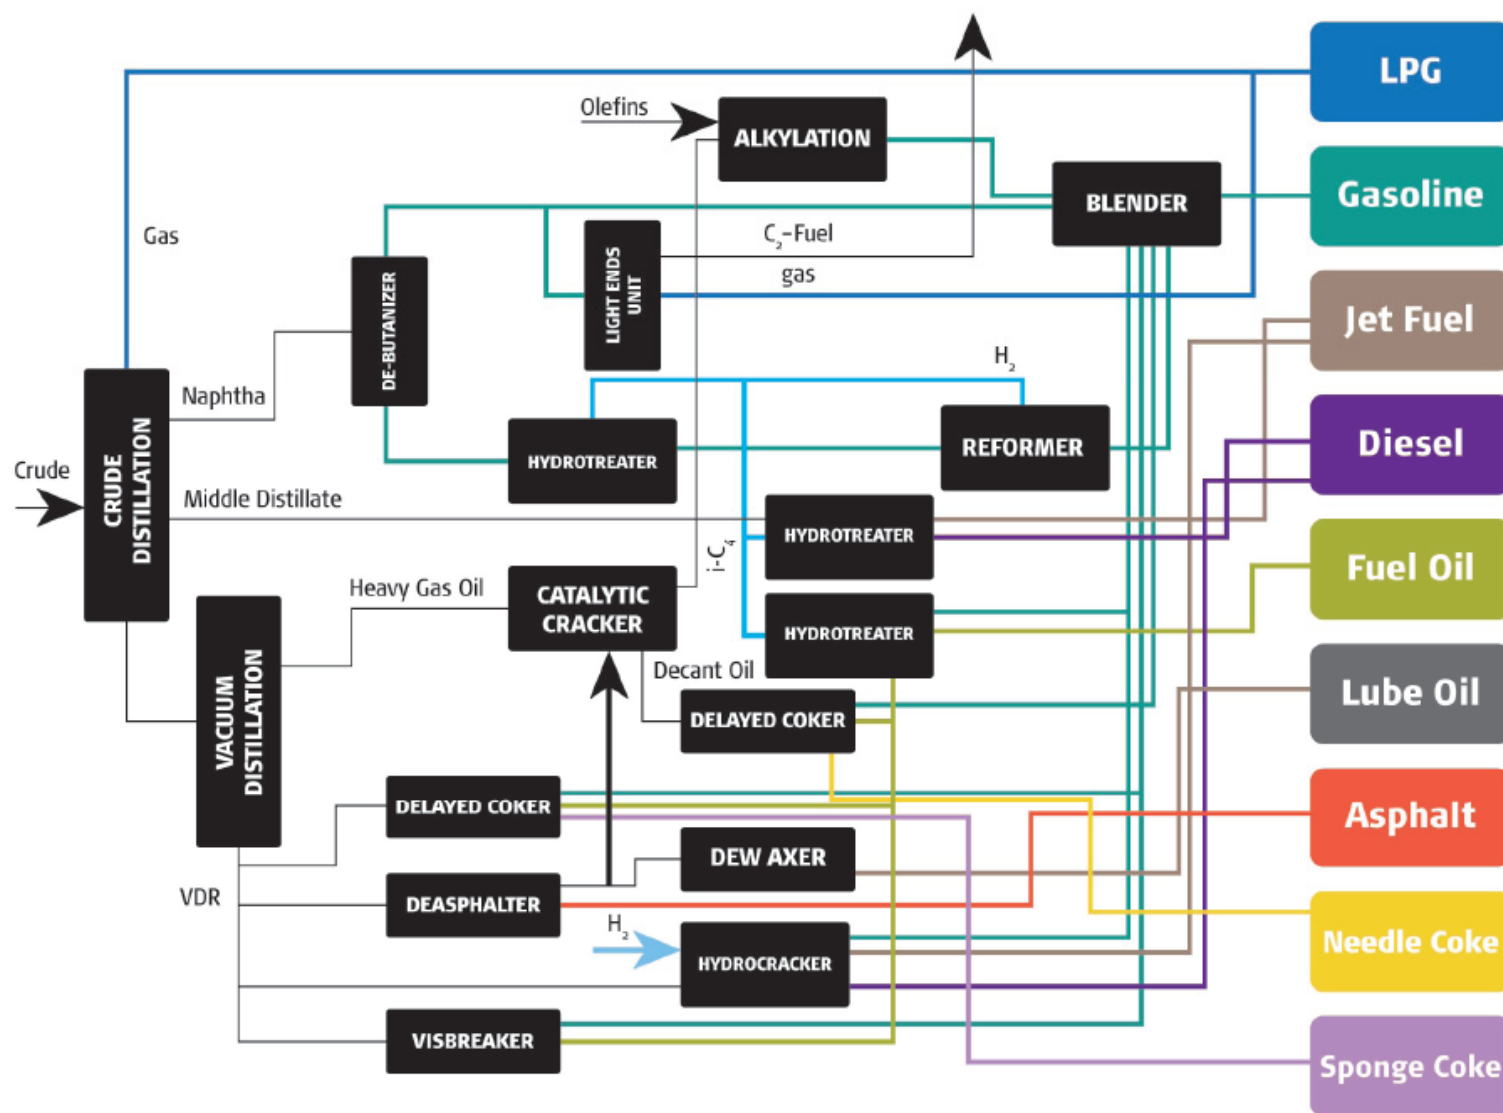 LPG
Olefins
ALKYLATION
Gasoline
BLENDER
Gas
C₂-Fuel
gas
LIGHT ENDS
UNIT
DE-BUTANIZER
Jet Fuel
H₂
Naphtha
HYDROTREATER
REFORMER
Diesel
Crude
CRUDE
DISTILLATION
Middle Distillate
HYDROTREATER
i-C₄
Fuel Oil
Heavy Gas Oil
CATALYTIC
CRACKER
HYDROTREATER
Decant Oil
VACUUM
DISTILLATION
DELAYED COKER
Lube Oil
DELAYED COKER
Asphalt
DEW AXER
VDR
DEASPHALTER
H₂
HYDROCRACKER
Needle Coke
VISBREAKER
Sponge Coke